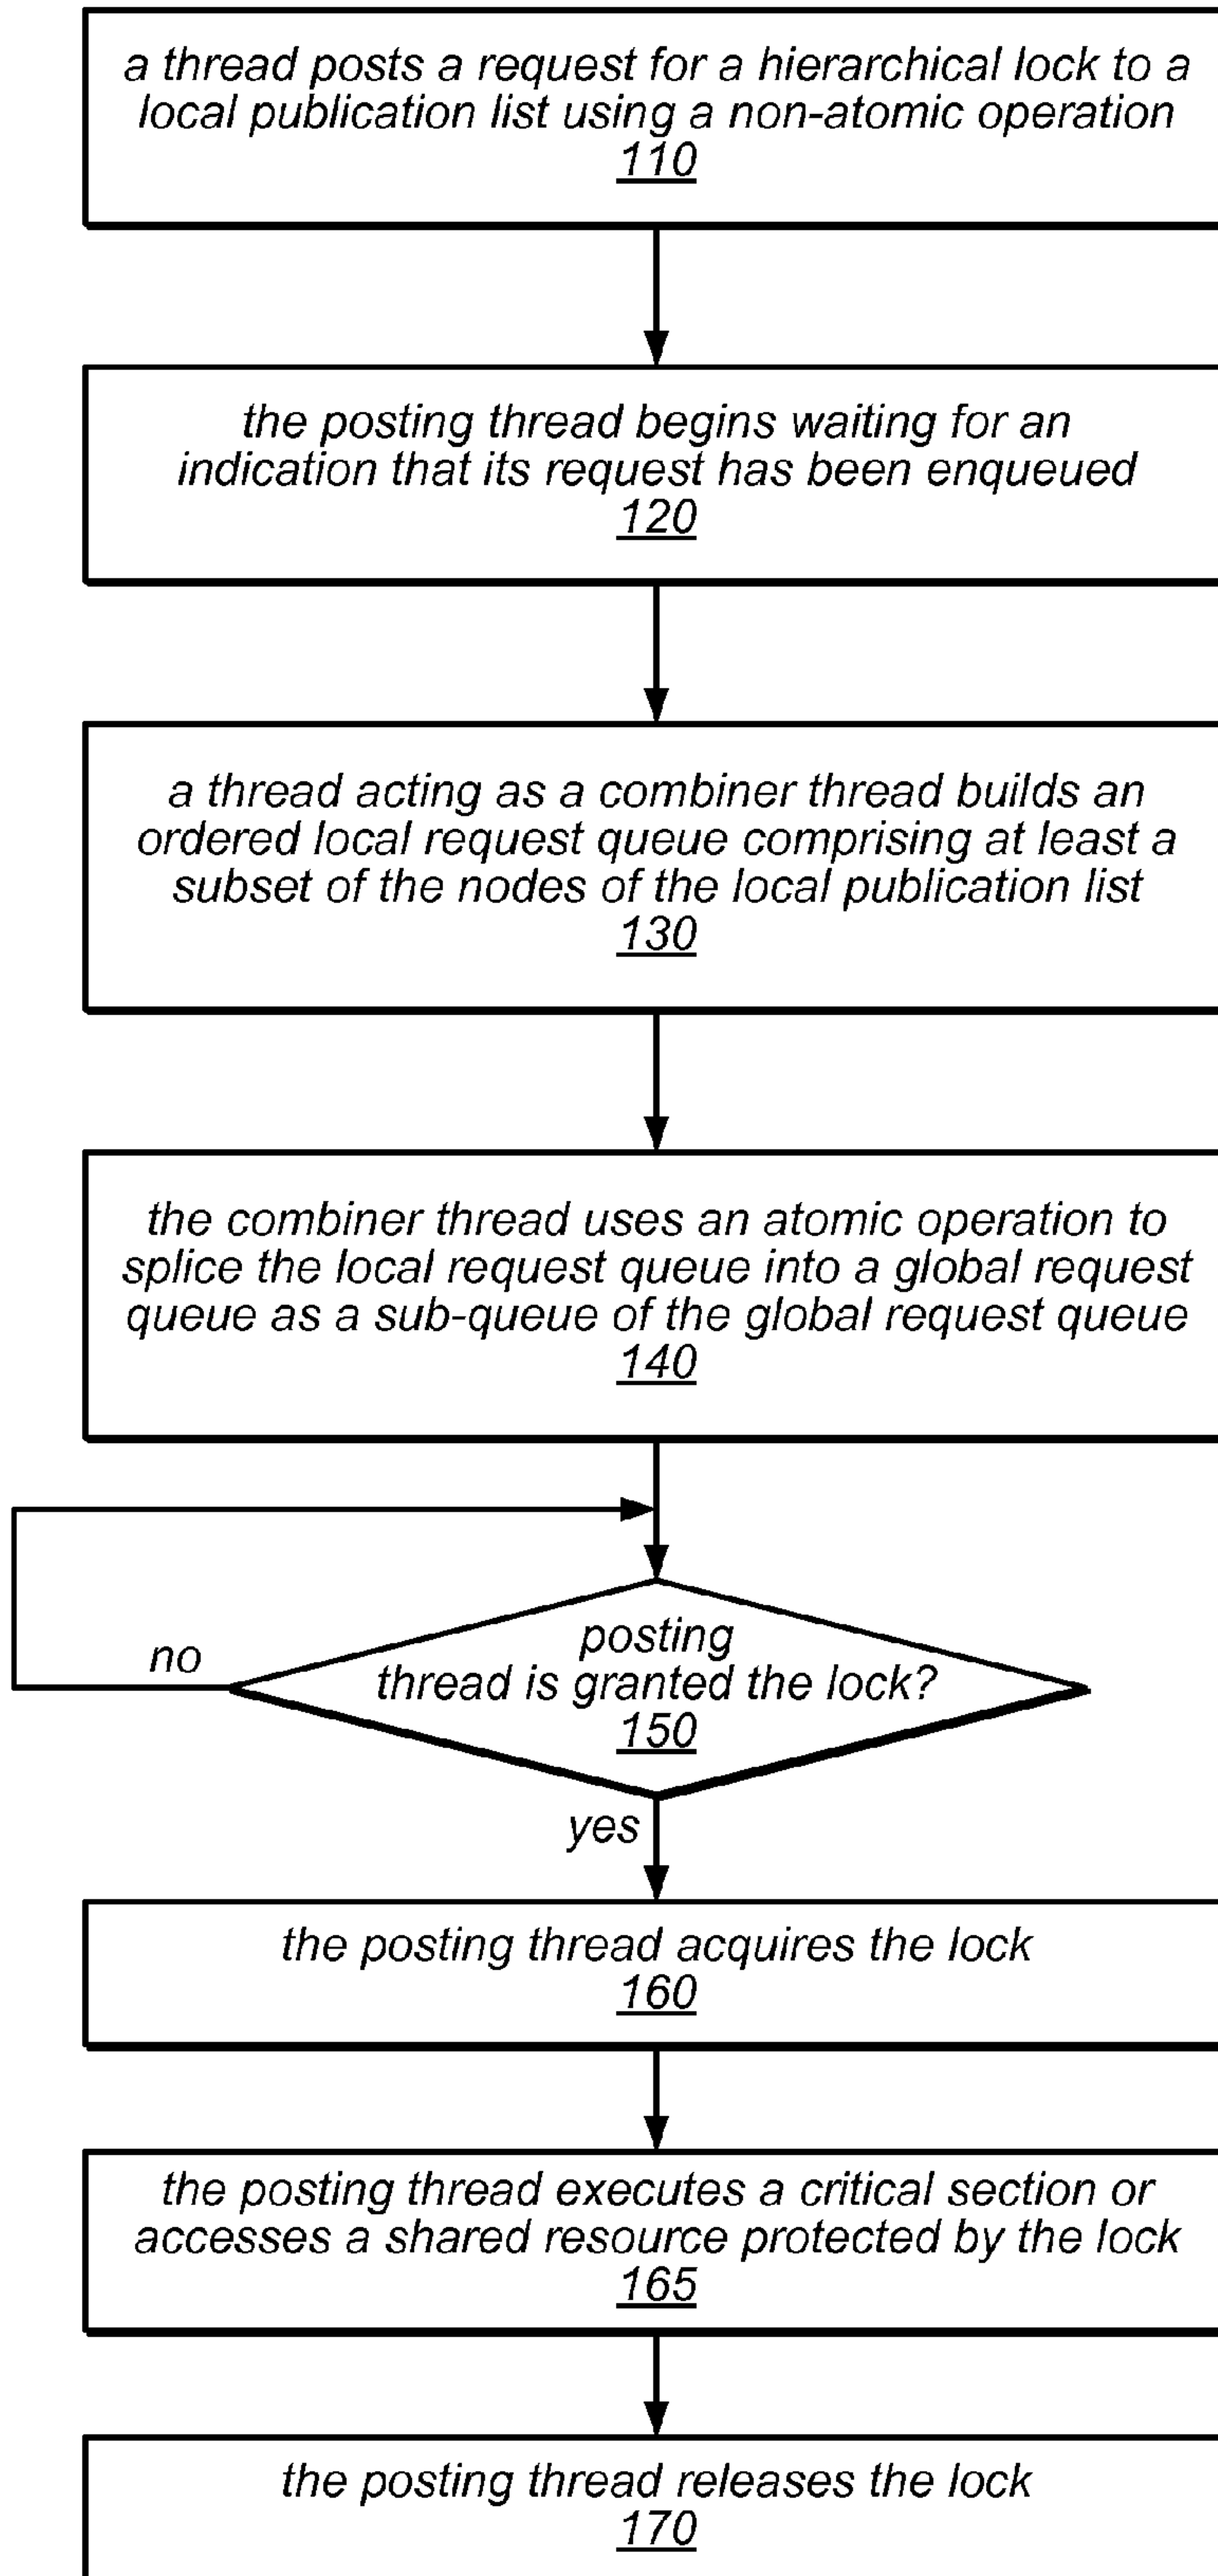 a thread posts a request for a hierarchical lock to a
local publication list using a non-atomic operation
110
the posting thread begins waiting for an
indication that its request has been enqueued
120
a thread acting as a combiner thread builds an
ordered local request queue comprising at least a
subset of the nodes of the local publication list
130
the combiner thread uses an atomic operation to
splice the local request queue into a global request
queue as a sub-queue of the global request queue
140
no
posting
thread is granted the lock?
150
yes
the posting thread acquires the lock
160
the posting thread executes a critical section or
accesses a shared resource protected by the lock
165
the posting thread releases the lock
170